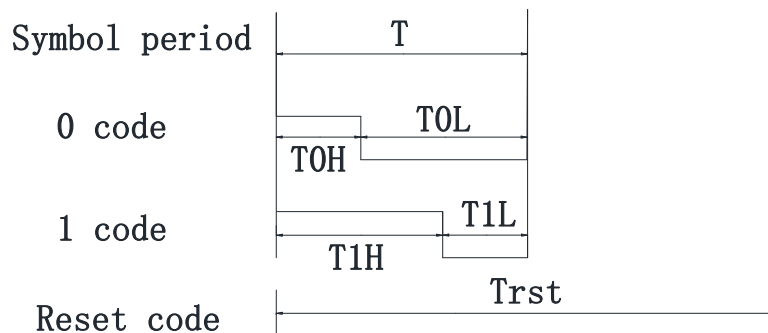 Symbol period
T
0 code
T0H
T0L
1 code
T1H
T1L
Reset code
Trst